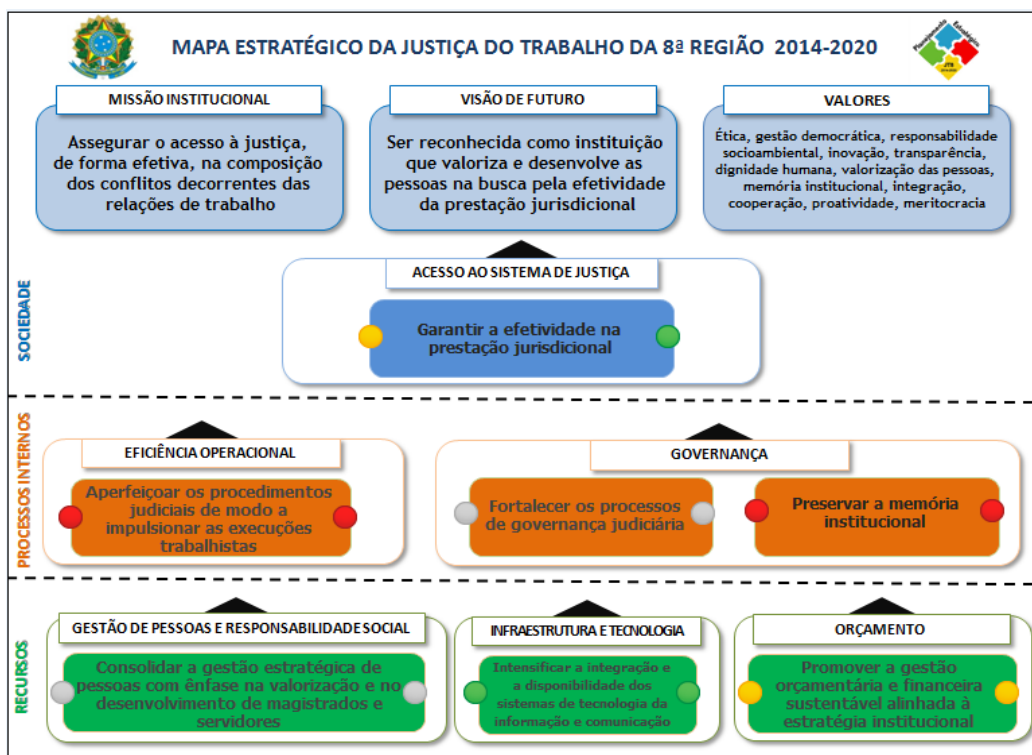 MAPA ESTRATÉGICO DA JUSTIÇA DO TRABALHO DA 8ª REGIÃO 2014-2020
Planejamento
Estratégico
JT8
MISSÃO INSTITUCIONAL
Assegurar o acesso à justiça,
de forma efetiva, na composição
dos conflitos decorrentes das
relações de trabalho
VISÃO DE FUTURO
Ser reconhecida como instituição
que valoriza e desenvolve as
pessoas na busca pela efetividade
da prestação jurisdicional
VALORES
Ética, gestão democrática, responsabilidade
socioambiental, inovação, transparência,
dignidade humana, valorização das pessoas,
memória institucional, integração,
cooperação, proatividade, meritocracia
SOCIEDADE
ACESSO AO SISTEMA DE JUSTIÇA
Garantir a efetividade na
prestação jurisdicional
PROCESSOS INTERNOS
EFICIÊNCIA OPERACIONAL
Aperfeiçoar os procedimentos
judiciais de modo a
impulsionar as execuções
trabalhistas
GOVERNANÇA
Fortalecer os processos
de governança judiciária
Preservar a memória
institucional
RECURSOS
GESTÃO DE PESSOAS E RESPONSABILIDADE SOCIAL
Consolidar a gestão estratégica de
pessoas com ênfase na valorização e no
desenvolvimento de magistrados e
servidores
INFRAESTRUTURA E TECNOLOGIA
Intensificar a integração e
a disponibilidade dos
sistemas de tecnologia da
informação e comunicação
ORÇAMENTO
Promover a gestão
orçamentária e financeira
sustentável alinhada à
estratégia institucional